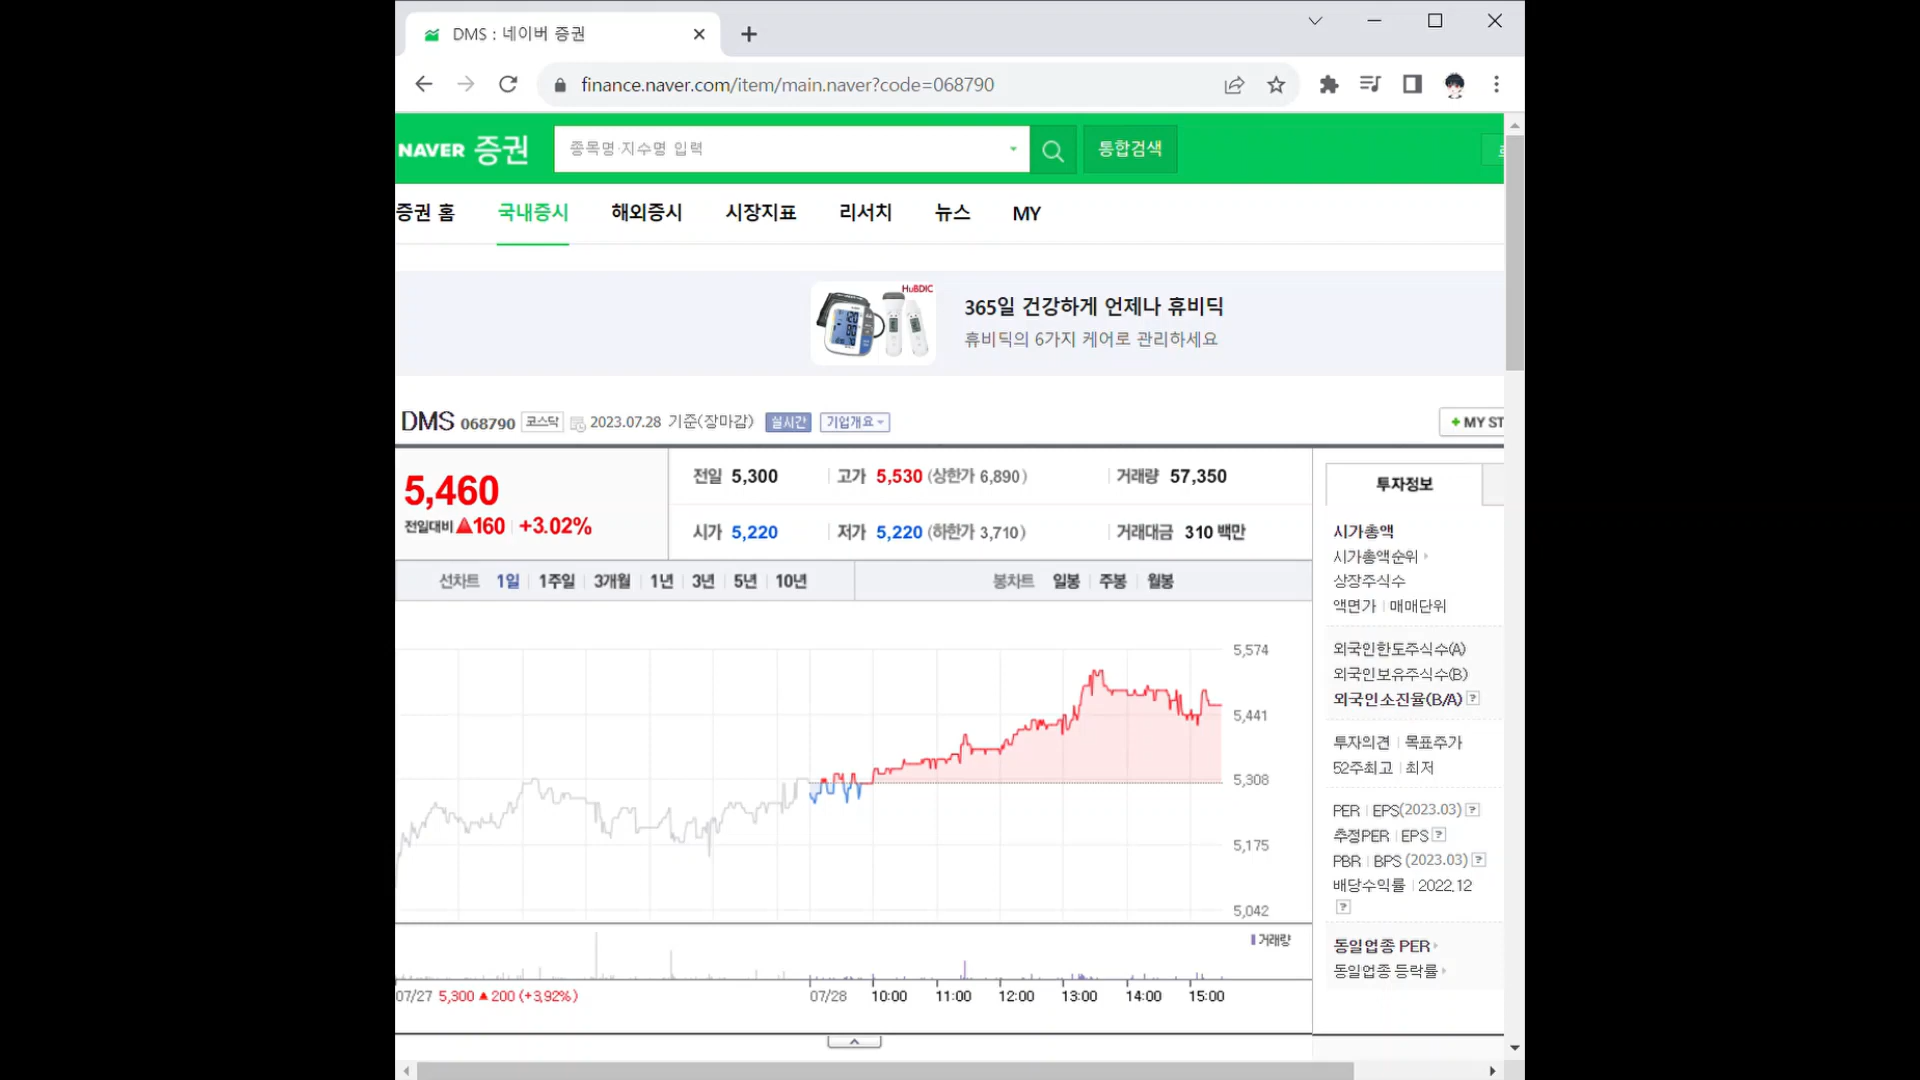 DMS : 네이버 증권
finance.naver.com/item/main.naver?code=068790
NAVER 증권
종목명·지수명 입력
통합검색
증권 홈 국내증시 해외증시 시장지표 리서치 뉴스 MY
HuBDIC
120
80
365일 건강하게 언제나 휴비딕
휴비딕의 6가지 케어로 관리하세요
DMS 068790 코스닥 2023.07.28 기준(장마감) 실시간 기업개요
+ MY ST
5,460
전일대비 ▲160 +3.02%
전일 5,300 고가 5,530 (상한가 6,890) 거래량 57,350
시가 5,220 저가 5,220 (하한가 3,710) 거래대금 310 백만
선차트 1일 1주일 3개월 1년 3년 5년 10년 봉차트 일봉 주봉 월봉
5,574
5,441
5,308
5,175
5,042
거래량
07/27 5,300 ▲ 200 (+3,92%) 07/28 10:00 11:00 12:00 13:00 14:00 15:00
투자정보
시가총액
시가총액순위
상장주식수
액면가 | 매매단위
외국인한도주식수(A)
외국인보유주식수(B)
외국인소진율(B/A) ?
투자의견 | 목표주가
52주최고 | 최저
PER | EPS(2023.03) ?
추정PER | EPS ?
PBR | BPS (2023.03) ?
배당수익률 | 2022.12
?
동일업종 PER
동일업종 등락률